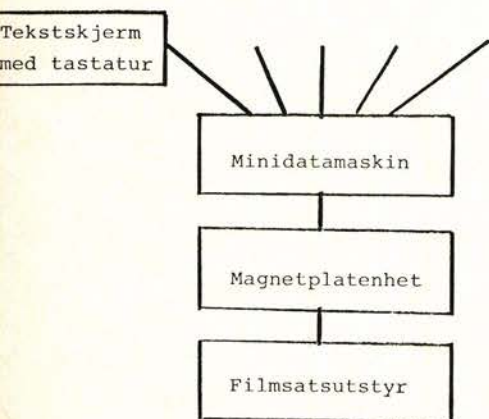 Tekstskjerm
med tastatur
Minidatamaskin
Magnetplatenhet
Filmsatsutstyr